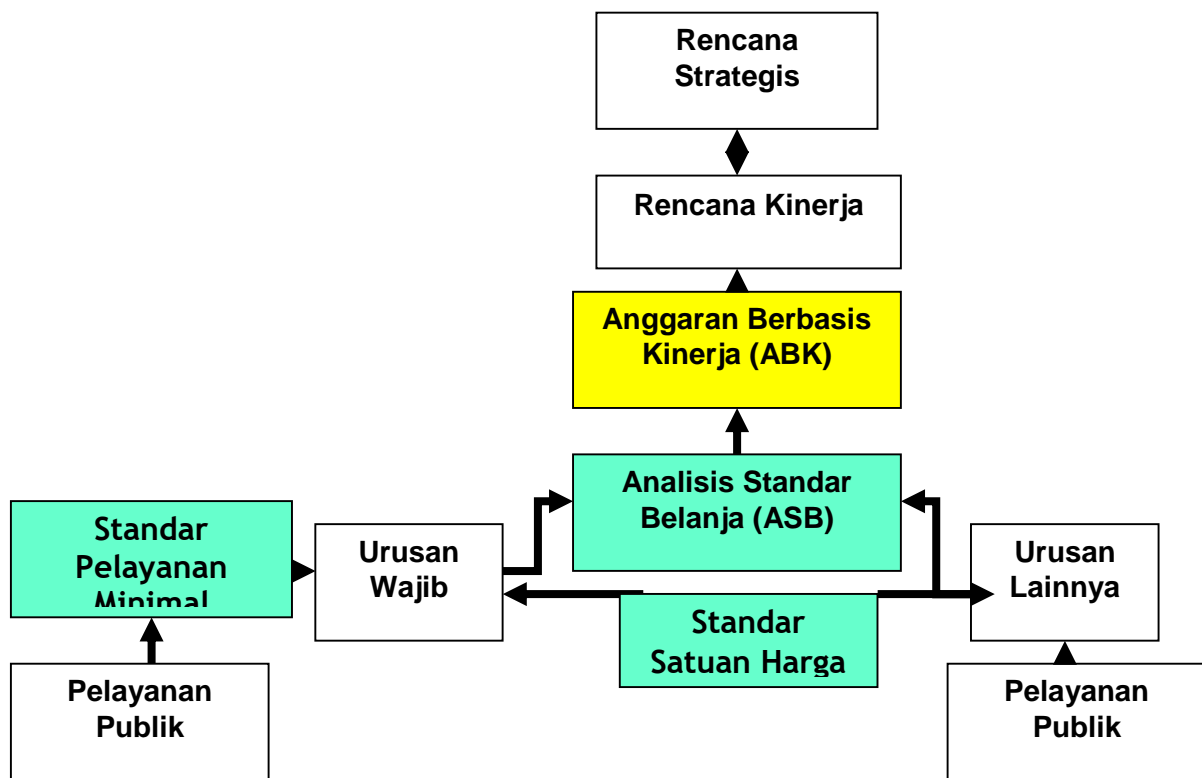 Rencana
Strategis
Rencana Kinerja
Anggaran Berbasis
Kinerja (ABK)
Analisis Standar
Belanja (ASB)
Standar
Pelayanan
Minimal
Urusan
Wajib
Urusan
Lainnya
Standar
Satuan Harga
Pelayanan
Publik
Pelayanan
Publik